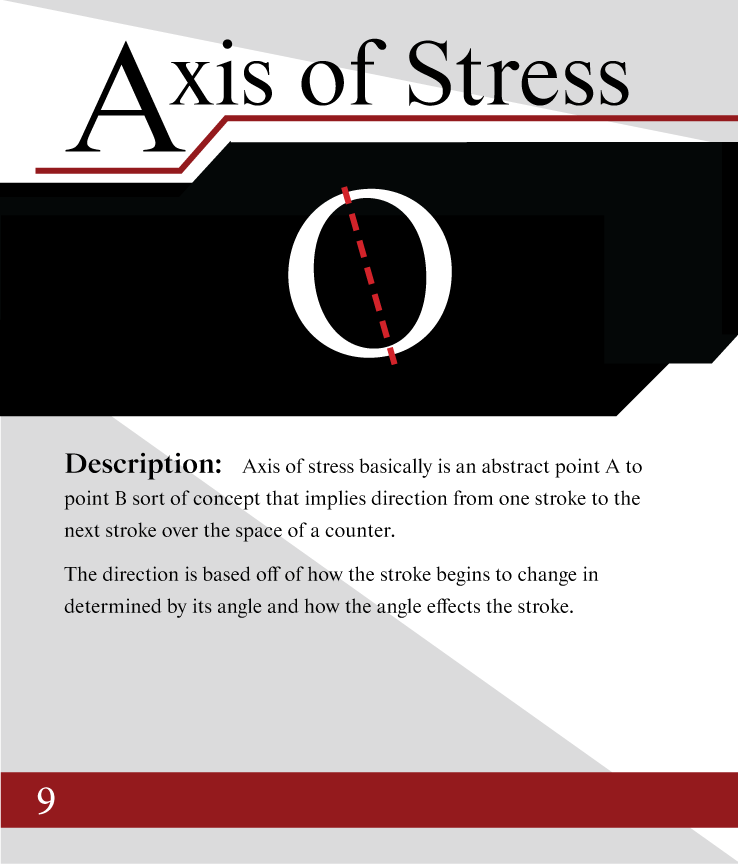 Axis of Stress
O
Description: Axis of stress basically is an abstract point A to
point B sort of concept that implies direction from one stroke to the
next stroke over the space of a counter.
The direction is based off of how the stroke begins to change in
determined by its angle and how the angle effects the stroke.
9